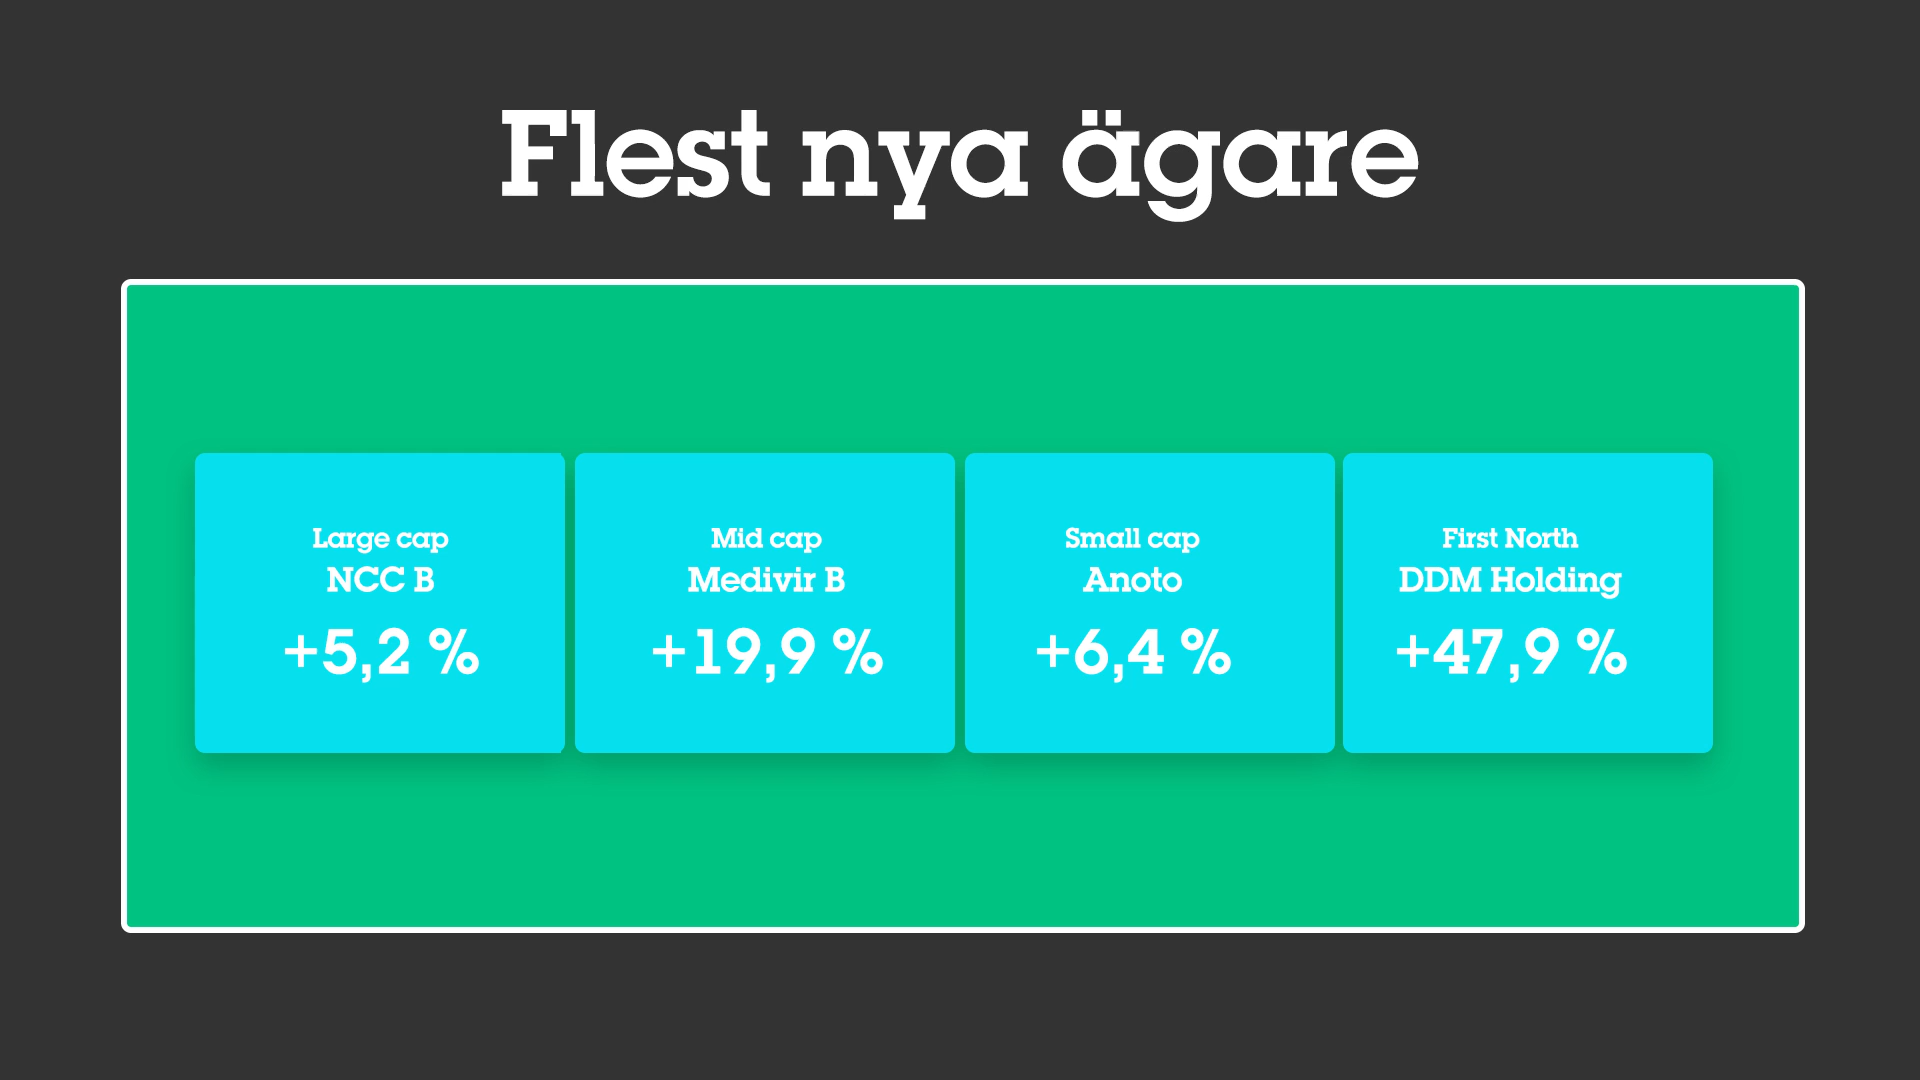 Flest nya ägare
Large cap
NCC B
+5,2 %
Mid cap
Medivir B
+19,9 %
Small cap
Anoto
+6,4 %
First North
DDM Holding
+47,9 %